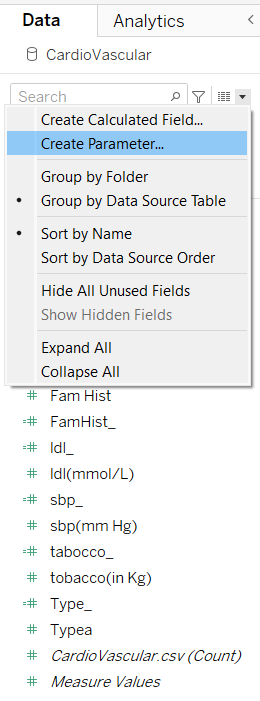 Data Analytics
CardioVascular
Search
Create Calculated Field...
Create Parameter...
Group by Folder
Group by Data Source Table
Sort by Name
Sort by Data Source Order
Hide All Unused Fields
Show Hidden Fields
Expand All
Collapse All
Fam Hist
FamHist_
ldl_
ldl(mmol/L)
sbp_
sbp(mm Hg)
tabocco_
tobacco(in Kg)
Type_
Typea
CardioVascular.csv (Count)
Measure Values